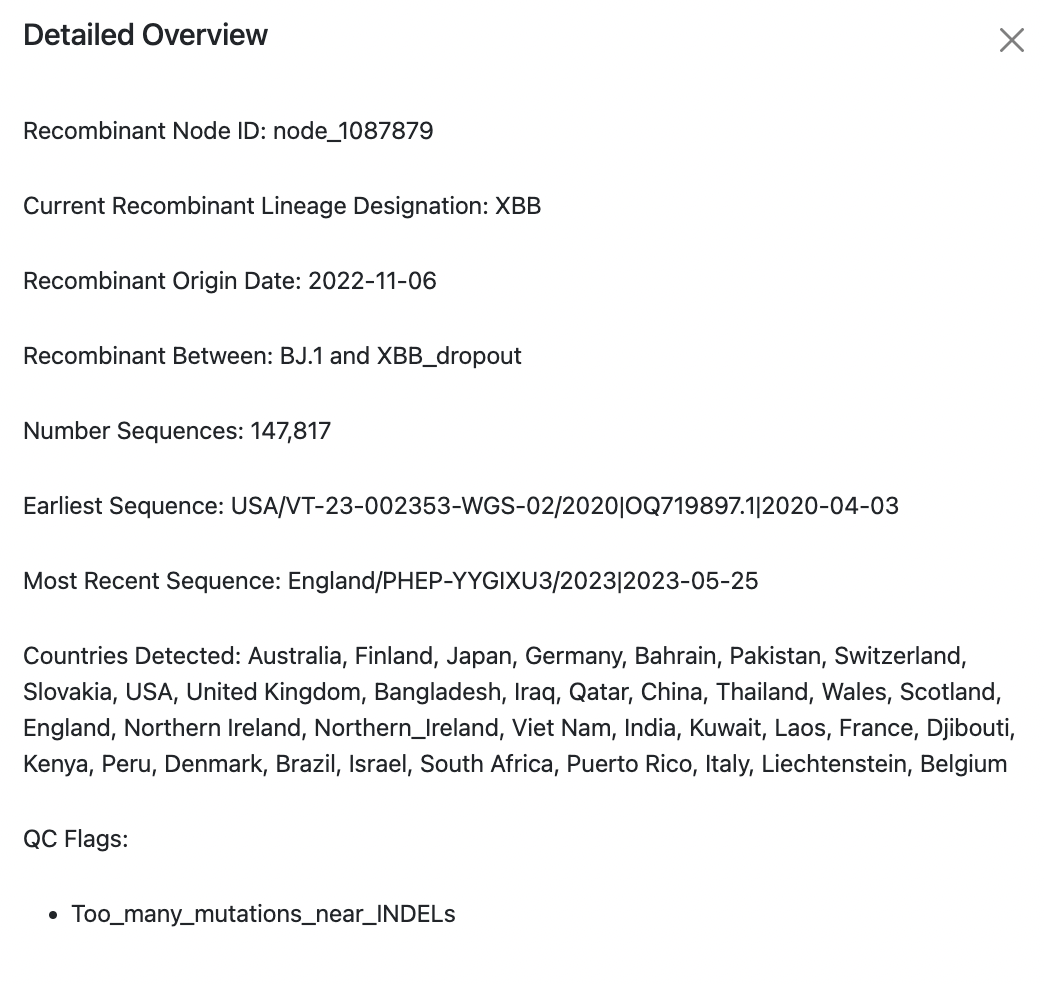 Detailed Overview
Recombinant Node ID: node_1087879
Current Recombinant Lineage Designation: XBB
Recombinant Origin Date: 2022-11-06
Recombinant Between: BJ.1 and XBB_dropout
Number Sequences: 147,817
Earliest Sequence: USA/VT-23-002353-WGS-02/2020|OQ719897.1|2020-04-03
Most Recent Sequence: England/PHEP-YYGIXU3/2023|2023-05-25
Countries Detected: Australia, Finland, Japan, Germany, Bahrain, Pakistan, Switzerland,
Slovakia, USA, United Kingdom, Bangladesh, Iraq, Qatar, China, Thailand, Wales, Scotland,
England, Northern Ireland, Northern_Ireland, Viet Nam, India, Kuwait, Laos, France, Djibouti,
Kenya, Peru, Denmark, Brazil, Israel, South Africa, Puerto Rico, Italy, Liechtenstein, Belgium
QC Flags:
• Too_many_mutations_near_INDELs